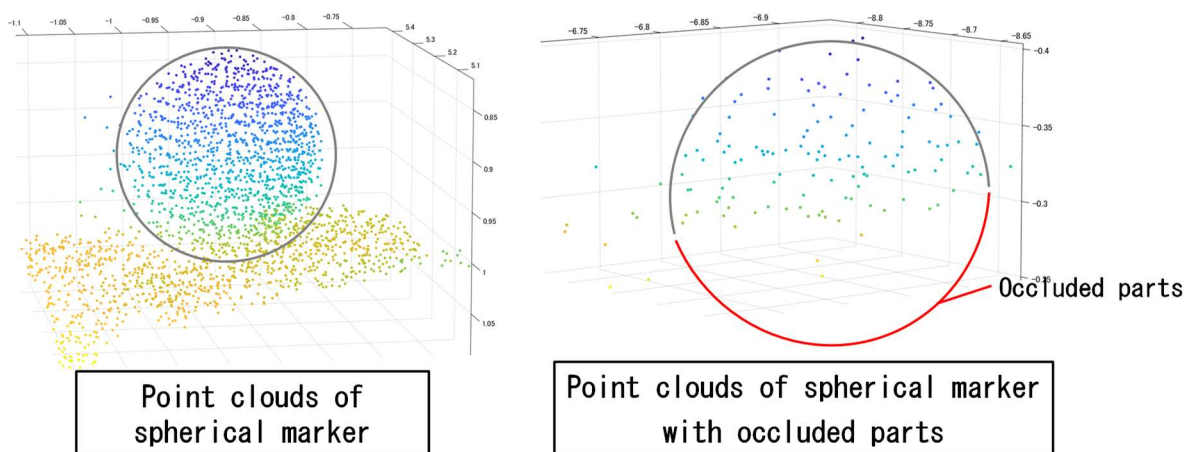 -1.1 -1.05 -1 -0.95 -0.9 -0.85 -0.8 -0.75
5.4
5.3
5.2
5.1
0.85
0.9
0.95
1
1.05
Point clouds of
spherical marker
-6.75 -6.8 -6.85 -6.9 -8.8 -8.75 -8.7 -8.65
-0.4
-0.35
-0.3
Occluded parts
Point clouds of spherical marker
with occluded parts